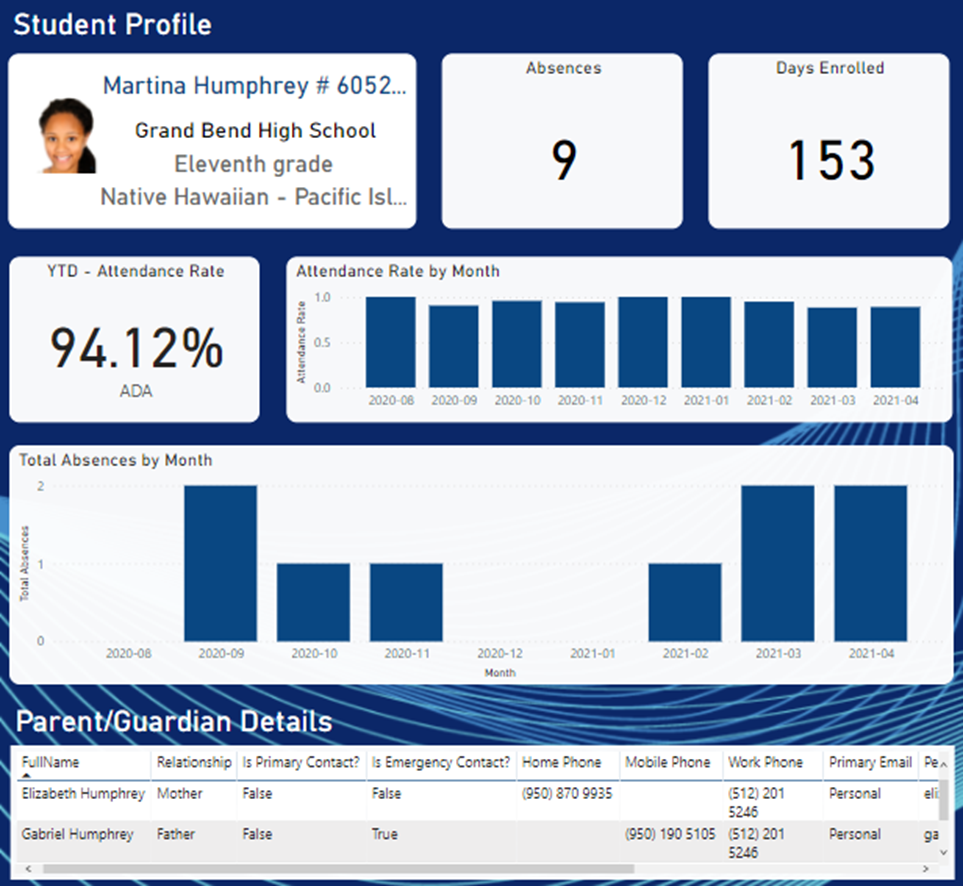 Student Profile
Martina Humphrey # 6052...
Grand Bend High School
Eleventh grade
Native Hawaiian - Pacific Isl...
Absences
9
Days Enrolled
153
YTD - Attendance Rate
94.12%
ADA
Attendance Rate by Month
Attendance Rate
1.0
0.5
0.0
2020-08 2020-09 2020-10 2020-11 2020-12 2021-01 2021-02 2021-03 2021-04
Total Absences by Month
Total Absences
2
1
0
2020-08 2020-09 2020-10 2020-11 2020-12 2021-01 2021-02 2021-03 2021-04
Month
Parent/Guardian Details
FullName Relationship Is Primary Contact? Is Emergency Contact? Home Phone Mobile Phone Work Phone Primary Email Pe
Elizabeth Humphrey Mother False False (950) 870 9935 (512) 201 Personal eli
5246
Gabriel Humphrey Father False True (950) 190 5105 (512) 201 Personal ga
5246